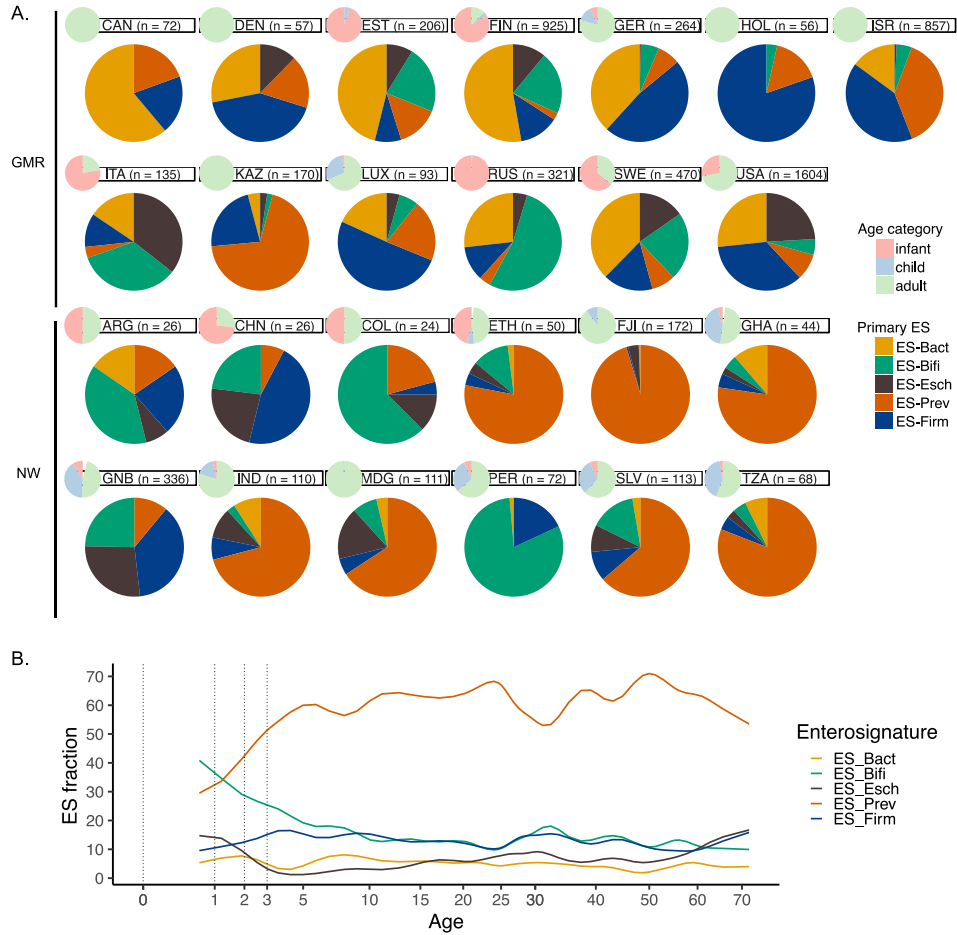 A.
CAN (n = 72) DEN (n = 57) EST (n = 206) FIN (n = 925) GER (n = 264) HOL (n = 56) ISR (n = 857)
GMR
ITA (n = 135) KAZ (n = 170) LUX (n = 93) RUS (n = 321) SWE (n = 470) USA (n = 1604)
Age category
infant
child
adult
ARG (n = 26) CHN (n = 26) COL (n = 24) ETH (n = 50) FJI (n = 172) GHA (n = 44)
Primary ES
ES-Bact
ES-Bifi
ES-Esch
ES-Prev
ES-Firm
NW
GNB (n = 336) IND (n = 110) MDG (n = 111) PER (n = 72) SLV (n = 113) TZA (n = 68)
B.
70
60
50
40
30
20
10
0
ES fraction
0 1 2 3 5 10 15 20 25 30 40 50 60 70
Age
Enterosignature
ES_Bact
ES_Bifi
ES_Esch
ES_Prev
ES_Firm